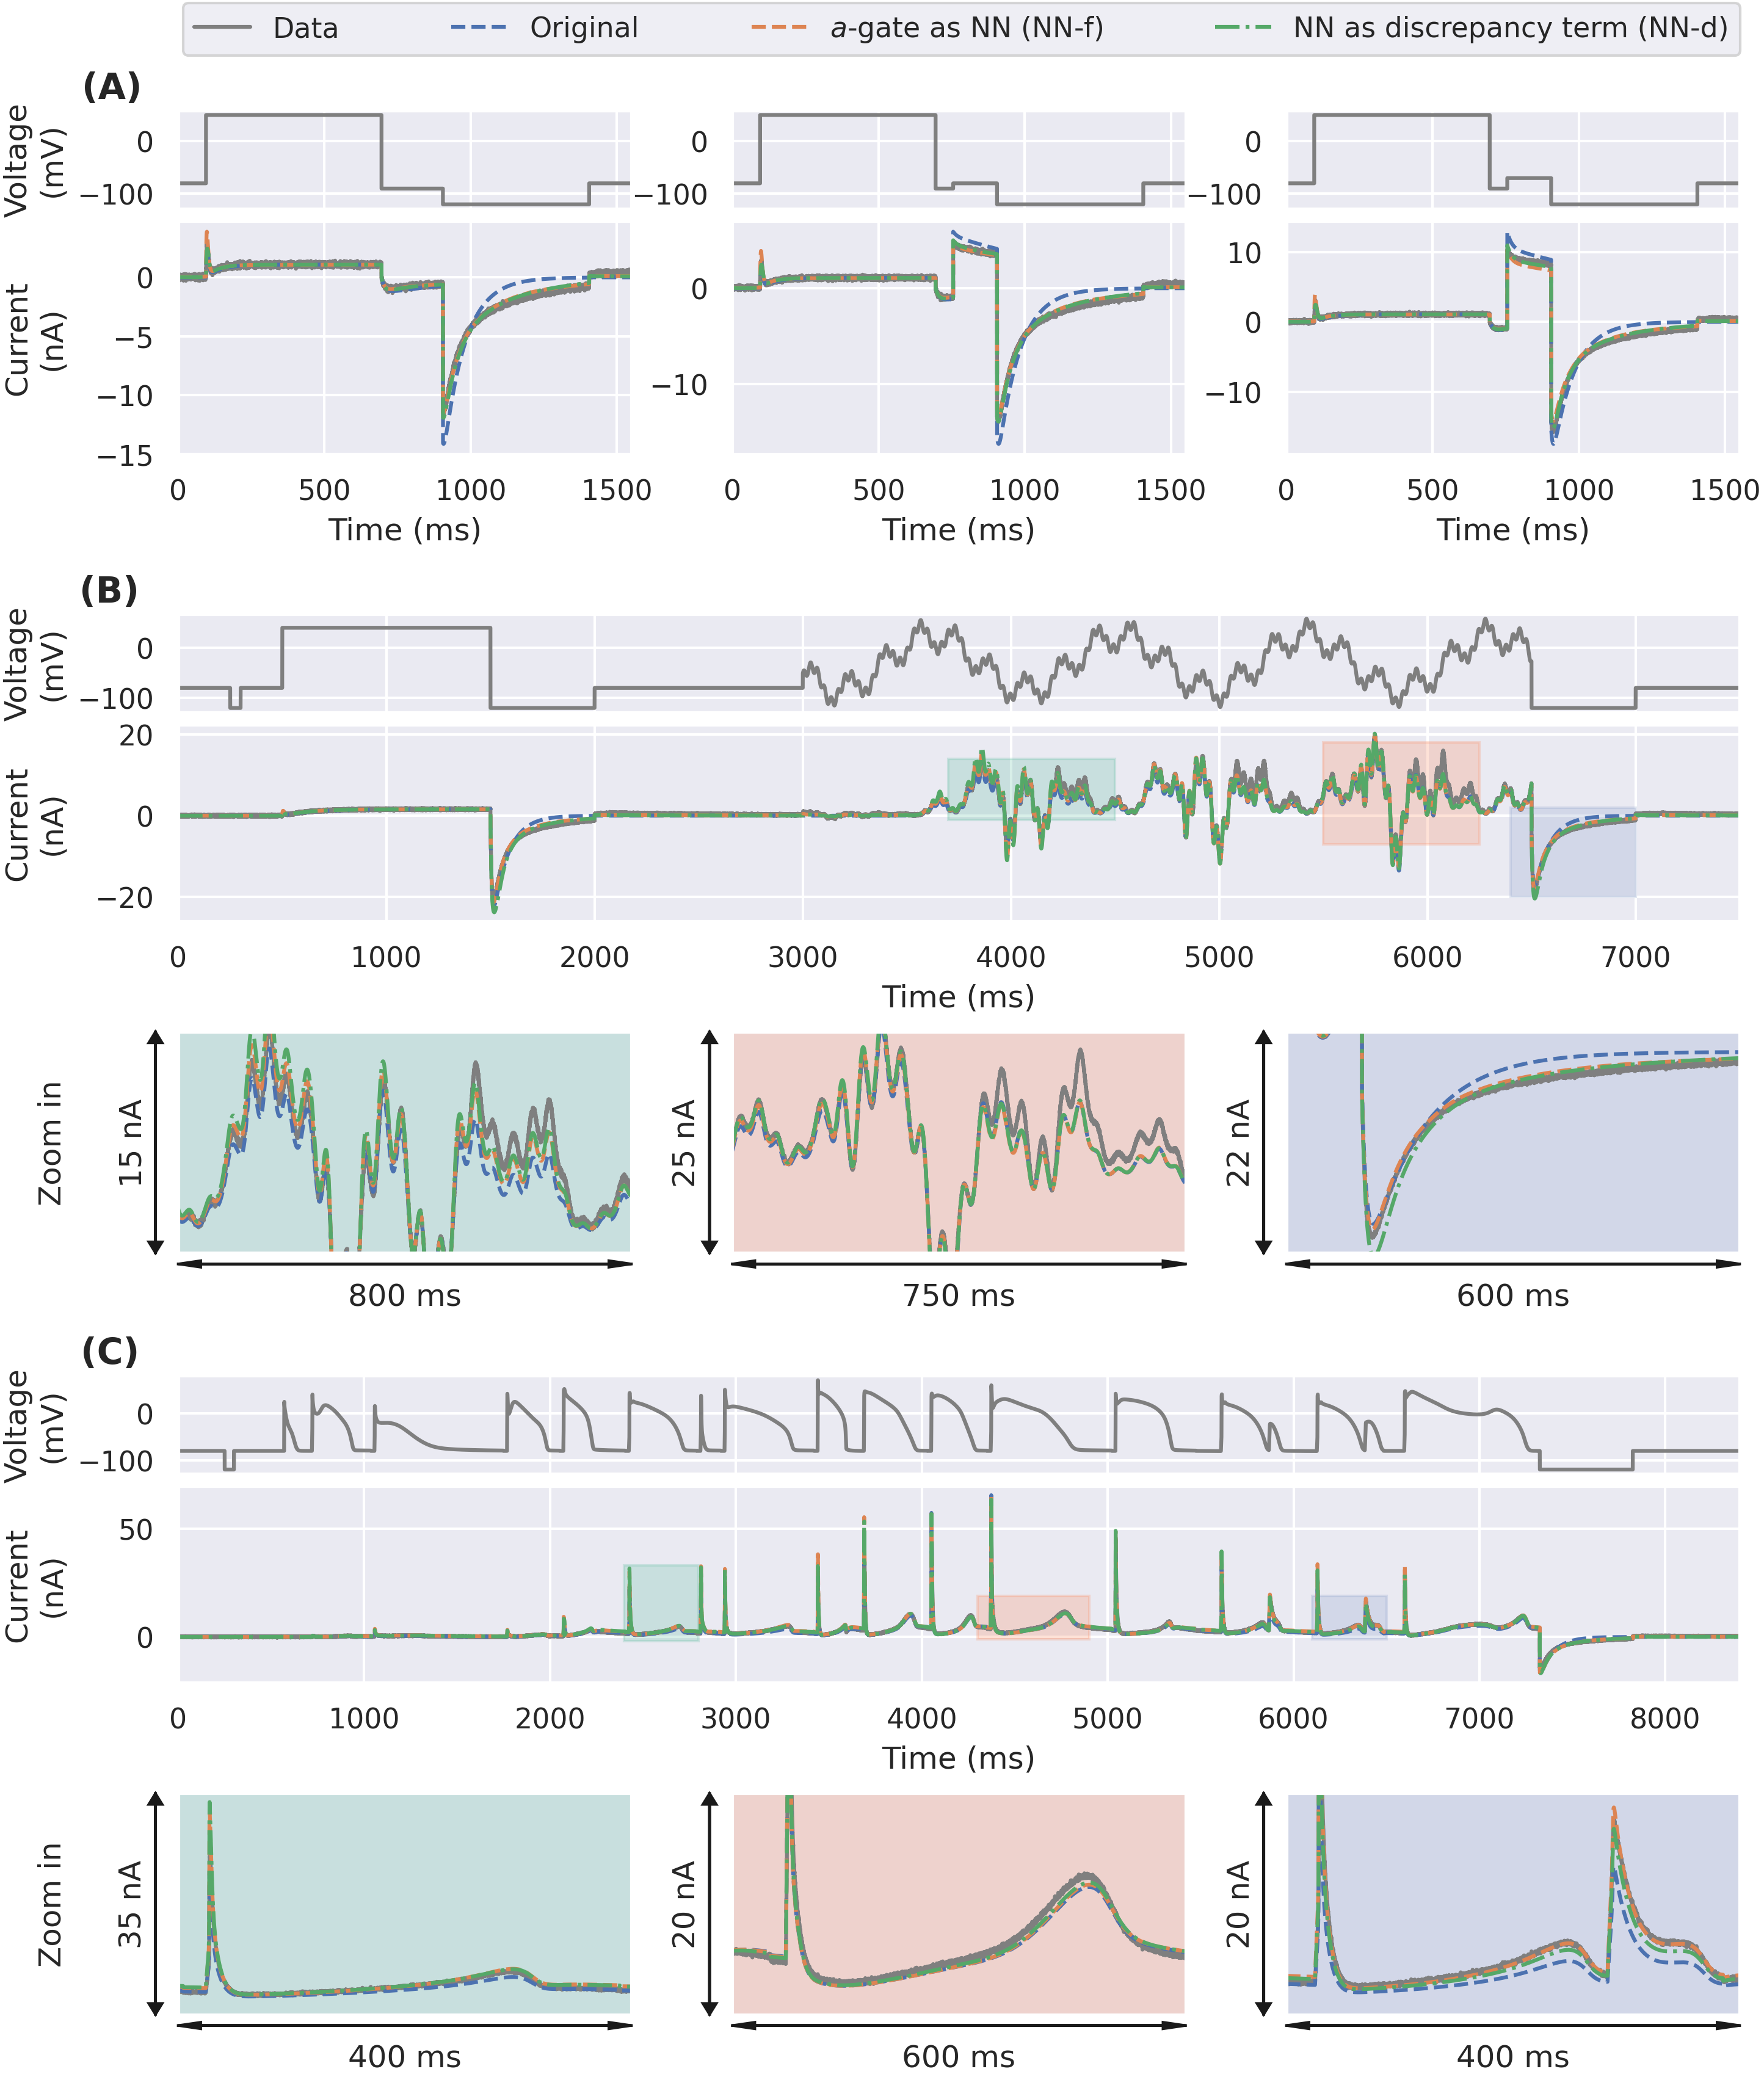 Data Original a-gate as NN (NN-f) NN as discrepancy term (NN-d)
(A)
Voltage
(mV)
0
−100
0
−100
0
−100
Current
(nA)
0
−5
−10
−15
0
−10
10
0
−10
0 500 1000 1500
0 500 1000 1500
0 500 1000 1500
Time (ms)
Time (ms)
Time (ms)
(B)
Voltage
(mV)
0
−100
Current
(nA)
20
0
−20
0 1000 2000 3000 4000 5000 6000 7000
Time (ms)
Zoom in
15 nA
25 nA
22 nA
800 ms
750 ms
600 ms
(C)
Voltage
(mV)
0
−100
Current
(nA)
50
0
0 1000 2000 3000 4000 5000 6000 7000 8000
Time (ms)
Zoom in
35 nA
20 nA
20 nA
400 ms
600 ms
400 ms